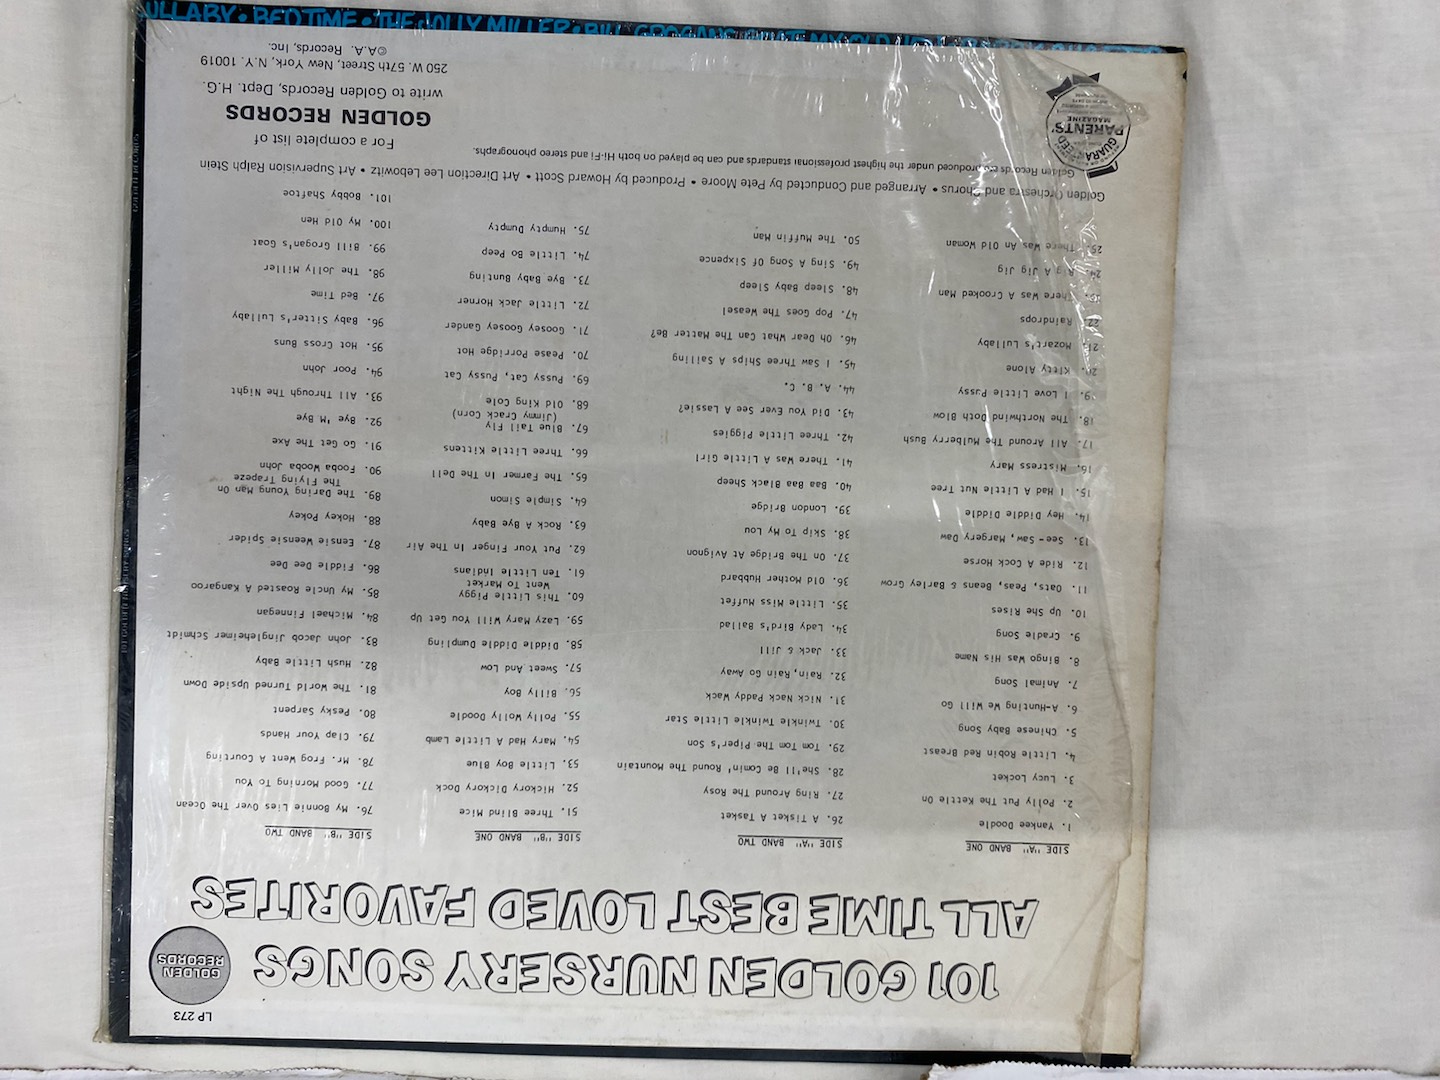 LP 273
GOLDEN RECORDS
101 GOLDEN NURSERY SONGS
ALL TIME BEST LOVED FAVORITES
SIDE "A" BAND ONE
1. Yankee Doodle
2. Polly Put The Kettle On
3. Lucy Locket
4. Little Robin Red Breast
5. Chinese Baby Song
6. A-Hunting We Will Go
7. Animal Song
8. Bingo Was His Name
9. Cradle Song
10. Up She Rises
11. Oats, Peas, Beans & Barley Grow
12. Ride A Cock Horse
13. See-Saw, Margery Daw
14. Hey Diddle Diddle
15. I Had A Little Nut Tree
16. Mistress Mary
17. All Around The Mulberry Bush
18. The Northwind Doth Blow
19. I Love Little Pussy
20. Kitty Alone
21. Mozart's Lullaby
22. Raindrops
There Was A Crooked Man
24. Rig A Jig Jig
25. There Was An Old Woman
SIDE "A" BAND TWO
26. A Tisket A Tasket
27. Ring Around The Rosy
28. She'll Be Comin' Round The Mountain
29. Tom Tom The Piper's Son
30. Twinkle Twinkle Little Star
31. Nick Nack Paddy Wack
32. Rain, Rain Go Away
33. Jack & Jill
34. Lady Bird's Ballad
35. Little Miss Muffet
36. Old Mother Hubbard
37. On The Bridge At Avignon
38. Skip To My Lou
39. London Bridge
40. Baa Baa Black Sheep
41. There Was A Little Girl
42. Three Little Piggies
43. Did You Ever See A Lassie?
44. A. B. C.
45. I Saw Three Ships A Sailing
46. Oh Dear What Can The Matter Be?
47. Pop Goes The Weasel
48. Sleep Baby Sleep
49. Sing A Song Of Sixpence
50. The Muffin Man
SIDE "B" BAND ONE
51. Three Blind Mice
52. Hickory Dickory Dock
53. Little Boy Blue
54. Mary Had A Little Lamb
55. Polly Wolly Doodle
56. Billy Boy
57. Sweet And Low
58. Diddle Diddle Dumpling
59. Lazy Mary Will You Get Up
60. This Little Piggy
Went To Market
61. Ten Little Indians
62. Put Your Finger In The Air
63. Rock A Bye Baby
64. Simple Simon
65. The Farmer In The Dell
66. Three Little Kittens
67. Blue Tail Fly
(Jimmy Crack Corn)
68. Old King Cole
69. Pussy Cat, Pussy Cat
70. Pease Porridge Hot
71. Goosey Goosey Gander
72. Little Jack Horner
73. Bye Baby Bunting
74. Little Bo Peep
75. Humpty Dumpty
SIDE "B" BAND TWO
76. My Bonnie Lies Over The Ocean
77. Good Morning To You
78. Mr. Frog Went A Courting
79. Clap Your Hands
80. Pesky Sarpent
81. The World Turned Upside Down
82. Hush Little Baby
83. John Jacob Jingleheimer Schmidt
84. Michael Finnegan
85. My Uncle Roasted A Kangaroo
86. Fiddle Dee Dee
87. Eensie Weensie Spider
88. Hokey Pokey
89. The Daring Young Man On
The Flying Trapeze
90. Fooba Wooba John
91. Go Get The Axe
92. Bye 'M Bye
93. All Through The Night
94. Poor John
95. Hot Cross Buns
96. Baby Sitter's Lullaby
97. Bed Time
98. The Jolly Miller
99. Bill Grogan's Goat
100. My Old Hen
101. Bobby Shaftoe
Golden Orchestra and Chorus • Arranged and Conducted by Pete Moore • Produced by Howard Scott • Art Direction Lee Lebowitz • Art Supervision Ralph Stein
Golden Records are produced under the highest professional standards and can be played on both Hi-Fi and stereo phonographs.
GUARANTEED
PARENTS'
MAGAZINE
For a complete list of
GOLDEN RECORDS
write to Golden Records, Dept. H.G.
250 W. 57th Street, New York, N.Y. 10019
©A.A. Records, Inc.
BEDTIME • THE JOLLY MILLER •